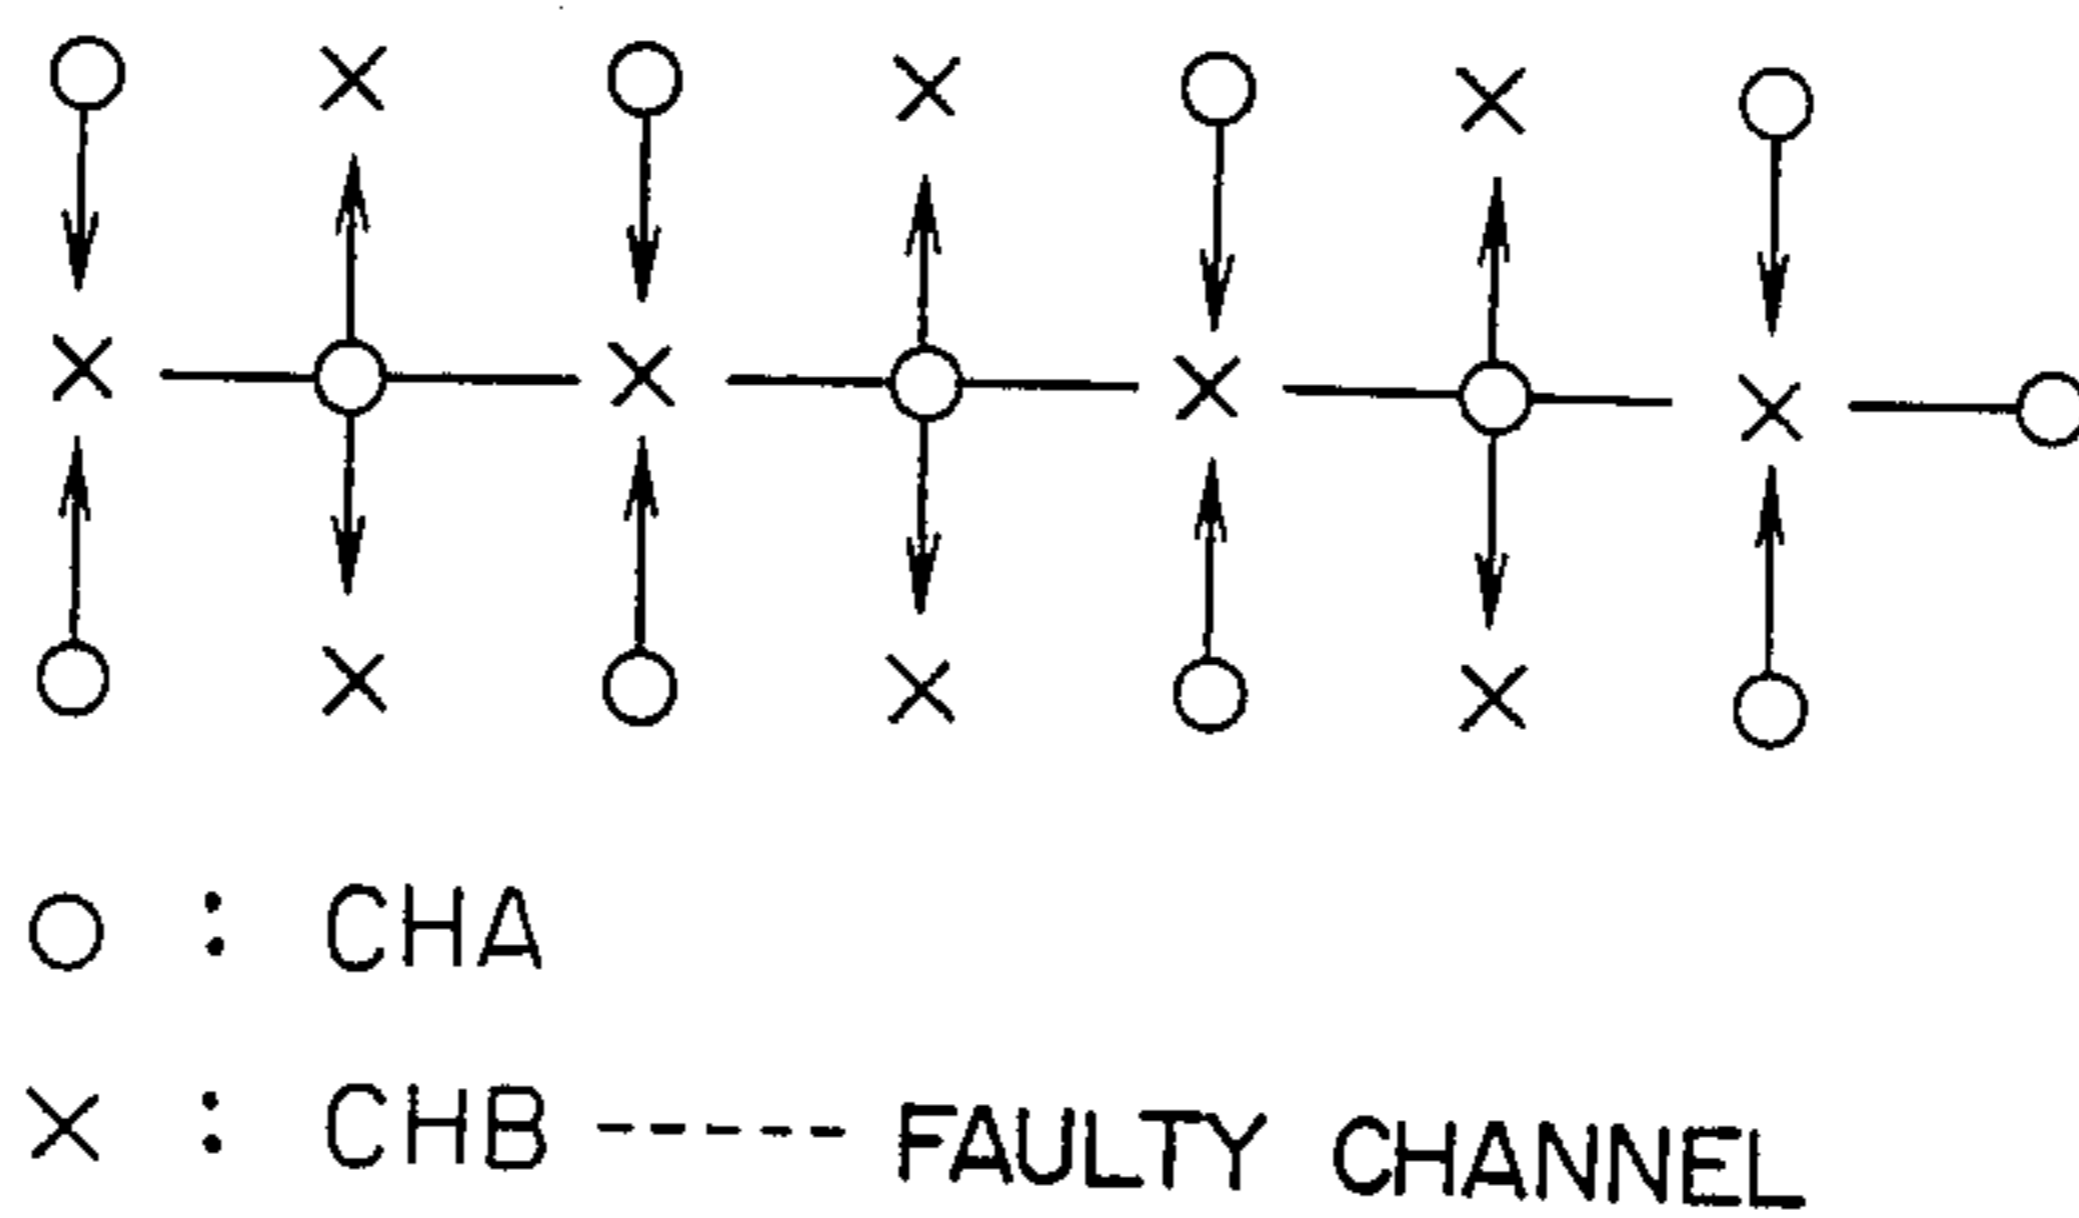 ○ : CHA
× : CHB ----- FAULTY CHANNEL